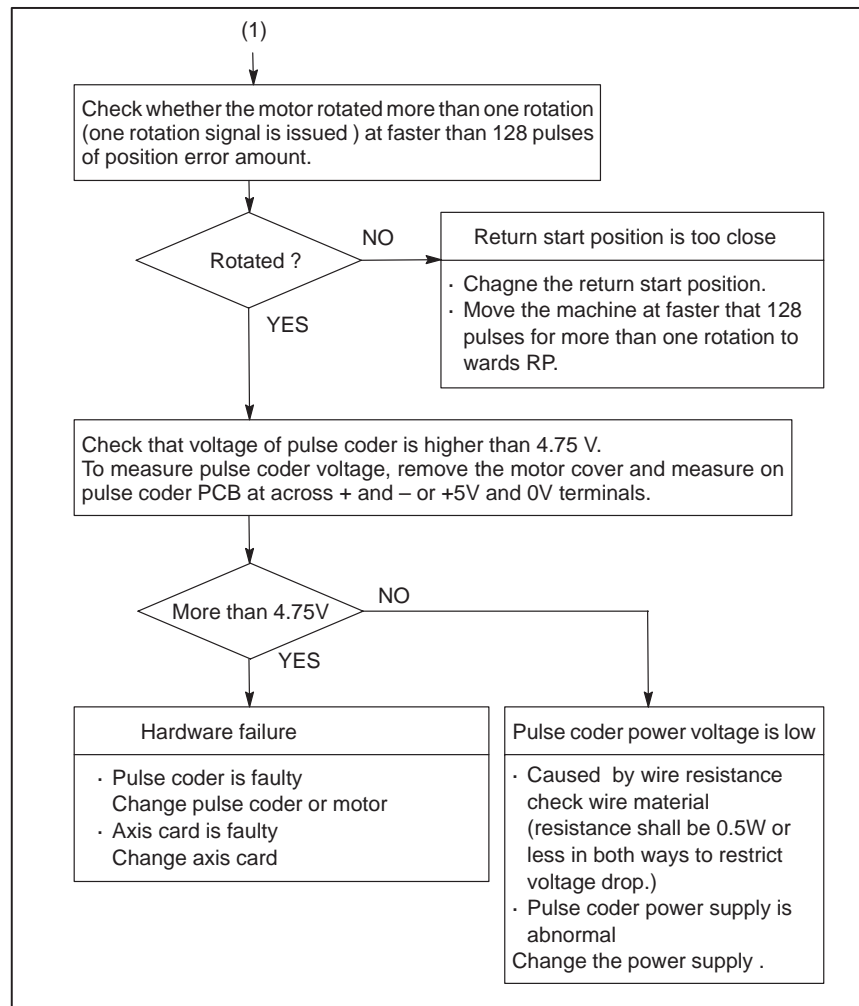 (1)
Check whether the motor rotated more than one rotation
(one rotation signal is issued ) at faster than 128 pulses
of position error amount.
Rotated ?
NO
YES
Return start position is too close
· Chagne the return start position.
· Move the machine at faster that 128
pulses for more than one rotation to
wards RP.
Check that voltage of pulse coder is higher than 4.75 V.
To measure pulse coder voltage, remove the motor cover and measure on
pulse coder PCB at across + and – or +5V and 0V terminals.
More than 4.75V
NO
YES
Hardware failure
· Pulse coder is faulty
Change pulse coder or motor
· Axis card is faulty
Change axis card
Pulse coder power voltage is low
· Caused by wire resistance
check wire material
(resistance shall be 0.5W or
less in both ways to restrict
voltage drop.)
· Pulse coder power supply is
abnormal
Change the power supply .